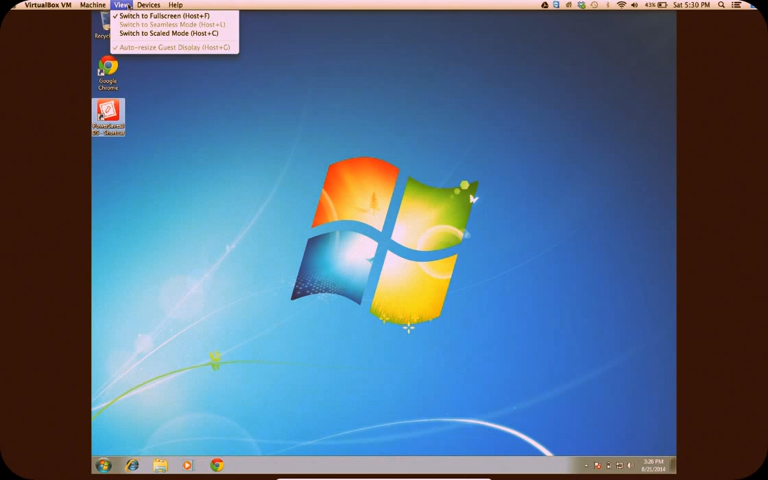 VirtualBox VM Machine View Devices Help 43% Sat 5:30 PM
✓ Switch to Fullscreen (Host+F)
Switch to Seamless Mode (Host+L)
Switch to Scaled Mode (Host+C)
✓ Auto-resize Guest Display (Host+G)
Google
Chrome
3:26 PM